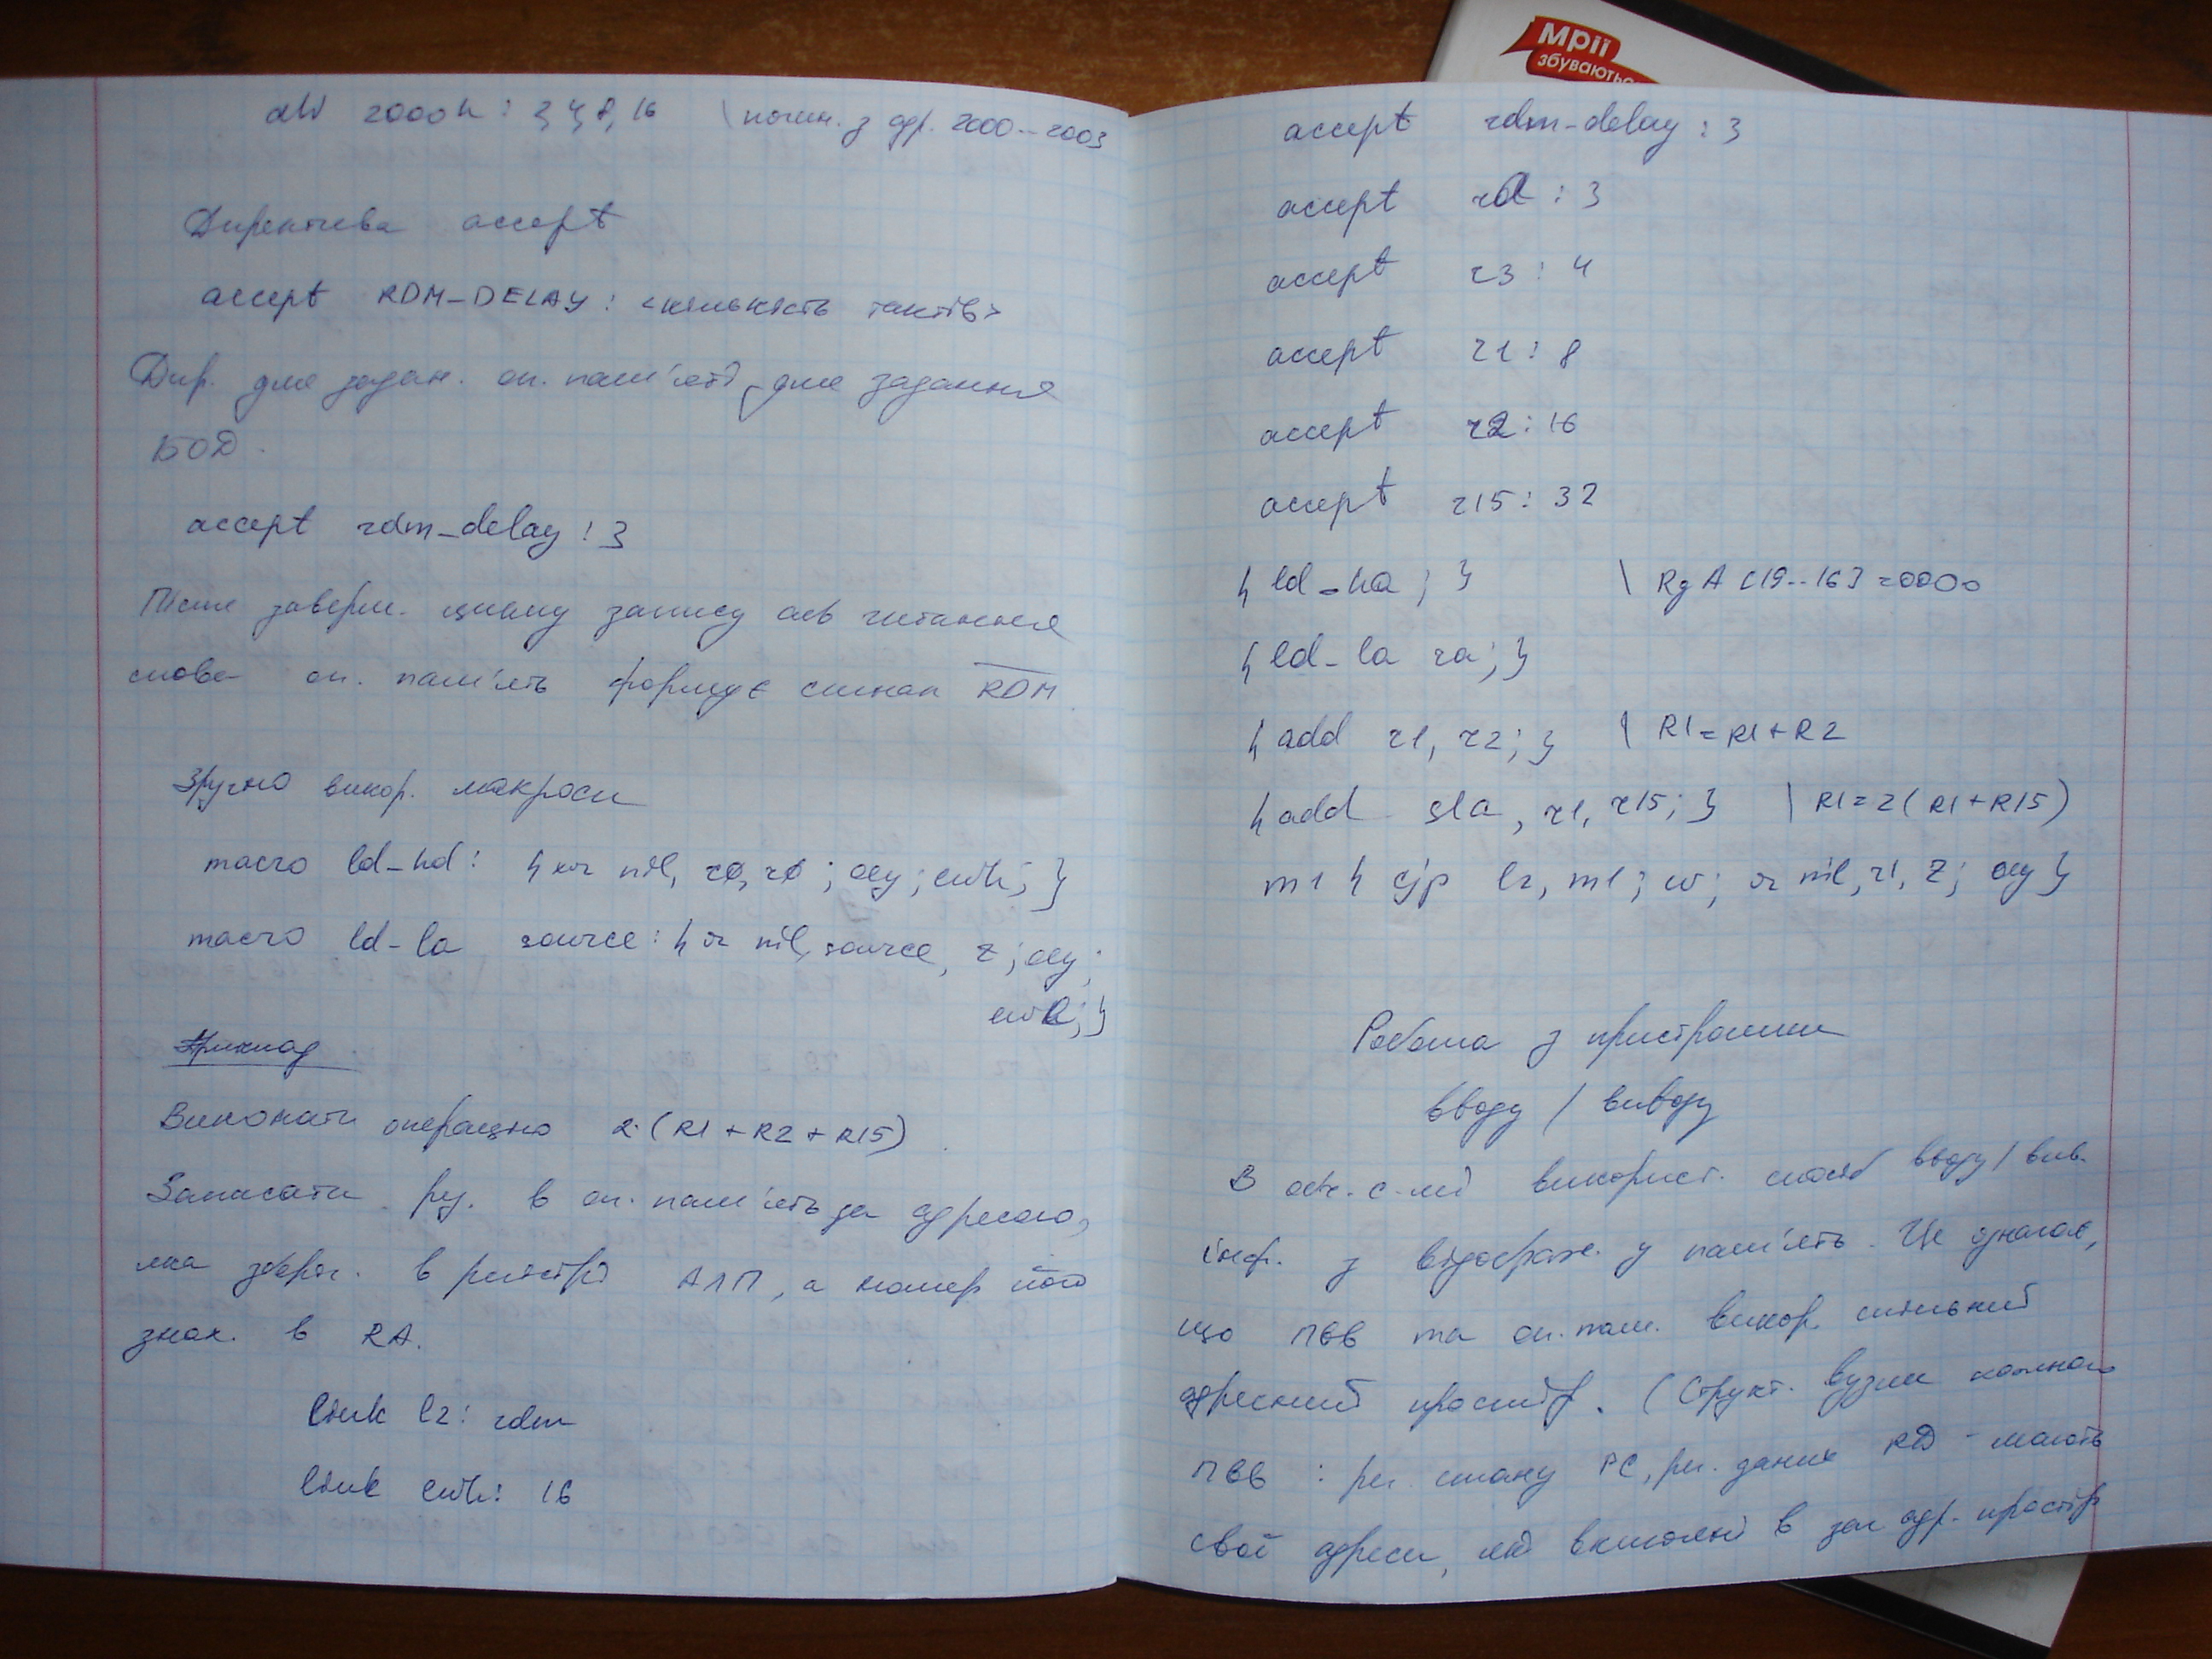 dW 2000h : 3, 4, 8, 16 \ почин. з адр. 2000..2003
Директива accept
accept RDM_DELAY : <кількість тактів>
Дир. для задан. оп. пам'яті, для задання
БОД.
accept rdm_delay : 3
Після заверш. циклу запису або читання
слова оп. пам'ять формує сигнал RDM
Зручно викор. макроси
macro ld_hd : { xor nil, r0, r0 ; oey ; ewh; }
macro ld_la source : { or nil, source, z ; oey ;
ewl; }
Приклад
Виконати операцію 2·(R1 + R2 + R15).
Записати рез. в оп. пам'ять за адресою,
яка зберіг. в регістрі АЛП, а номер його
знах. в RA.
link l2 : rdm
link ewh : 16
Мрії
збуваються
accept rdm_delay : 3
accept ra : 3
accept r3 : 4
accept r1 : 8
accept r2 : 16
accept r15 : 32
{ ld_ha ; } \ RgA [19..16] = 0000
{ ld_la ra; }
{ add r1, r2; } \ R1 = R1 + R2
{ add sla, r1, r15; } \ R1 = 2(R1 + R15)
m1 { cjp l2, m1 ; w ; or nil, r1, z; oey }
Робота з пристроями
вводу / виводу
В використ. спосіб вводу / вив.
інф. з відображ. у пам'ять. Це означає,
що ПВВ та оп. пам. викор. спільний
адресний простір. (Структ. вузли кожного
ПВВ : рег. стану РС, рег. даних RD - мають
свої адреси, які включені в заг. адр. простір